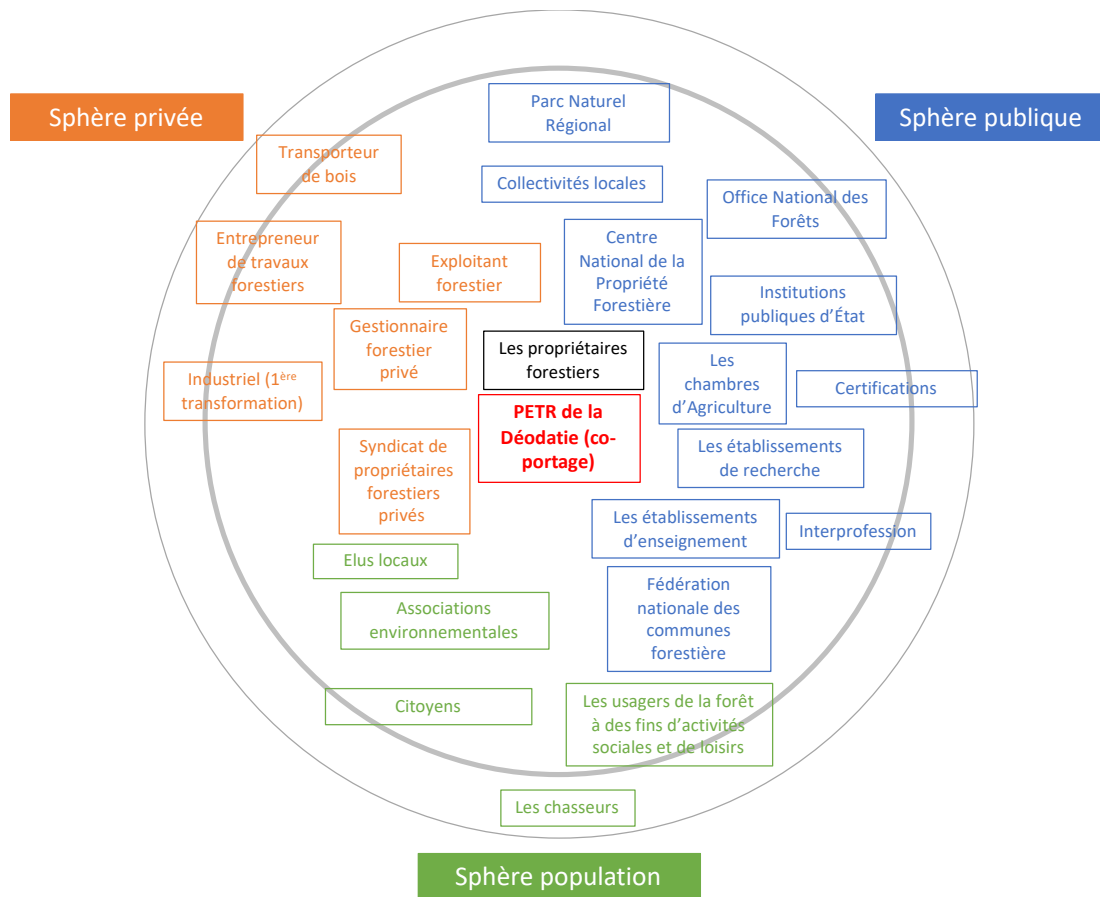 Sphère privée
Sphère publique
Parc Naturel
Régional
Transporteur
de bois
Collectivités locales
Office National des
Forêts
Entrepreneur
de travaux
forestiers
Exploitant
forestier
Centre
National de la
Propriété
Forestière
Institutions
publiques d’État
Gestionnaire
forestier
privé
Les propriétaires
forestiers
Les
chambres
d’Agriculture
Industriel (1ère
transformation)
Certifications
PETR de la
Déodatie (co-
portage)
Syndicat de
propriétaires
forestiers
privés
Les établissements
de recherche
Les établissements
d’enseignement
Interprofession
Elus locaux
Associations
environnementales
Fédération
nationale des
communes
forestière
Citoyens
Les usagers de la forêt
à des fins d’activités
sociales et de loisirs
Les chasseurs
Sphère population